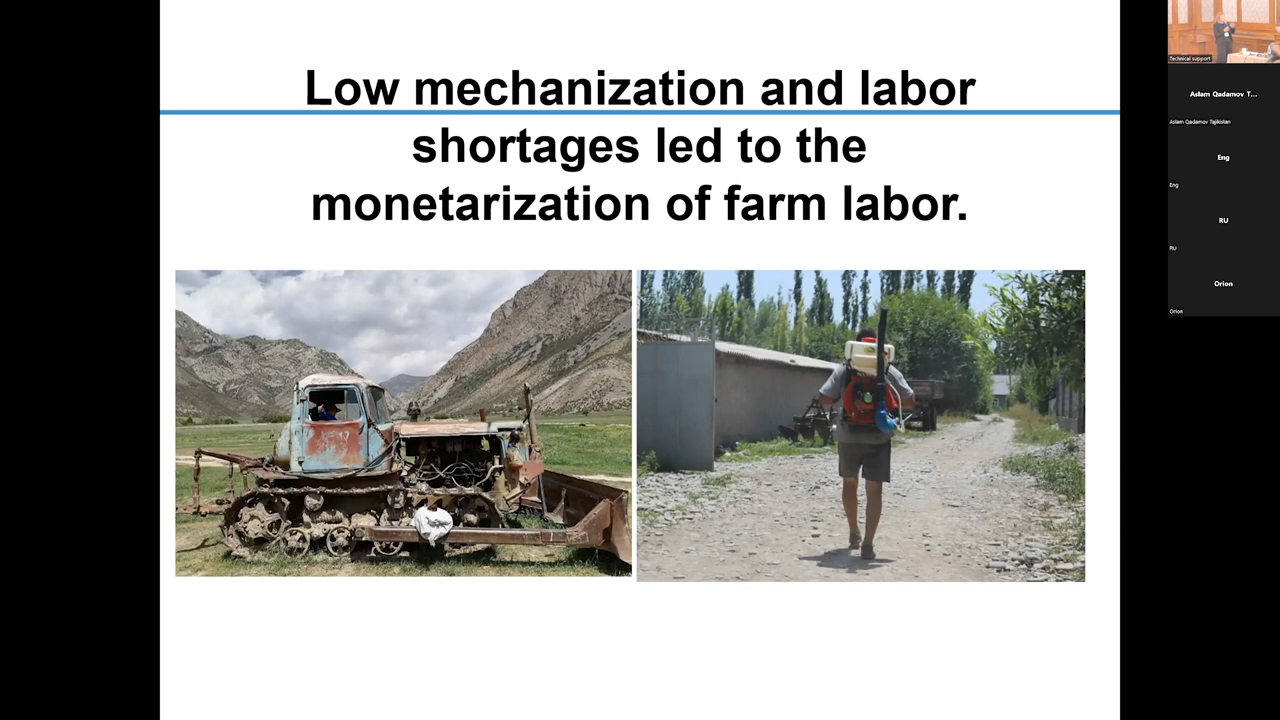 Low mechanization and labor
shortages led to the
monetarization of farm labor.
Technical support
Aslam Qadamov T...
Aslam Qadamov Tajikistan
Eng
Eng
RU
RU
Orion
Orion